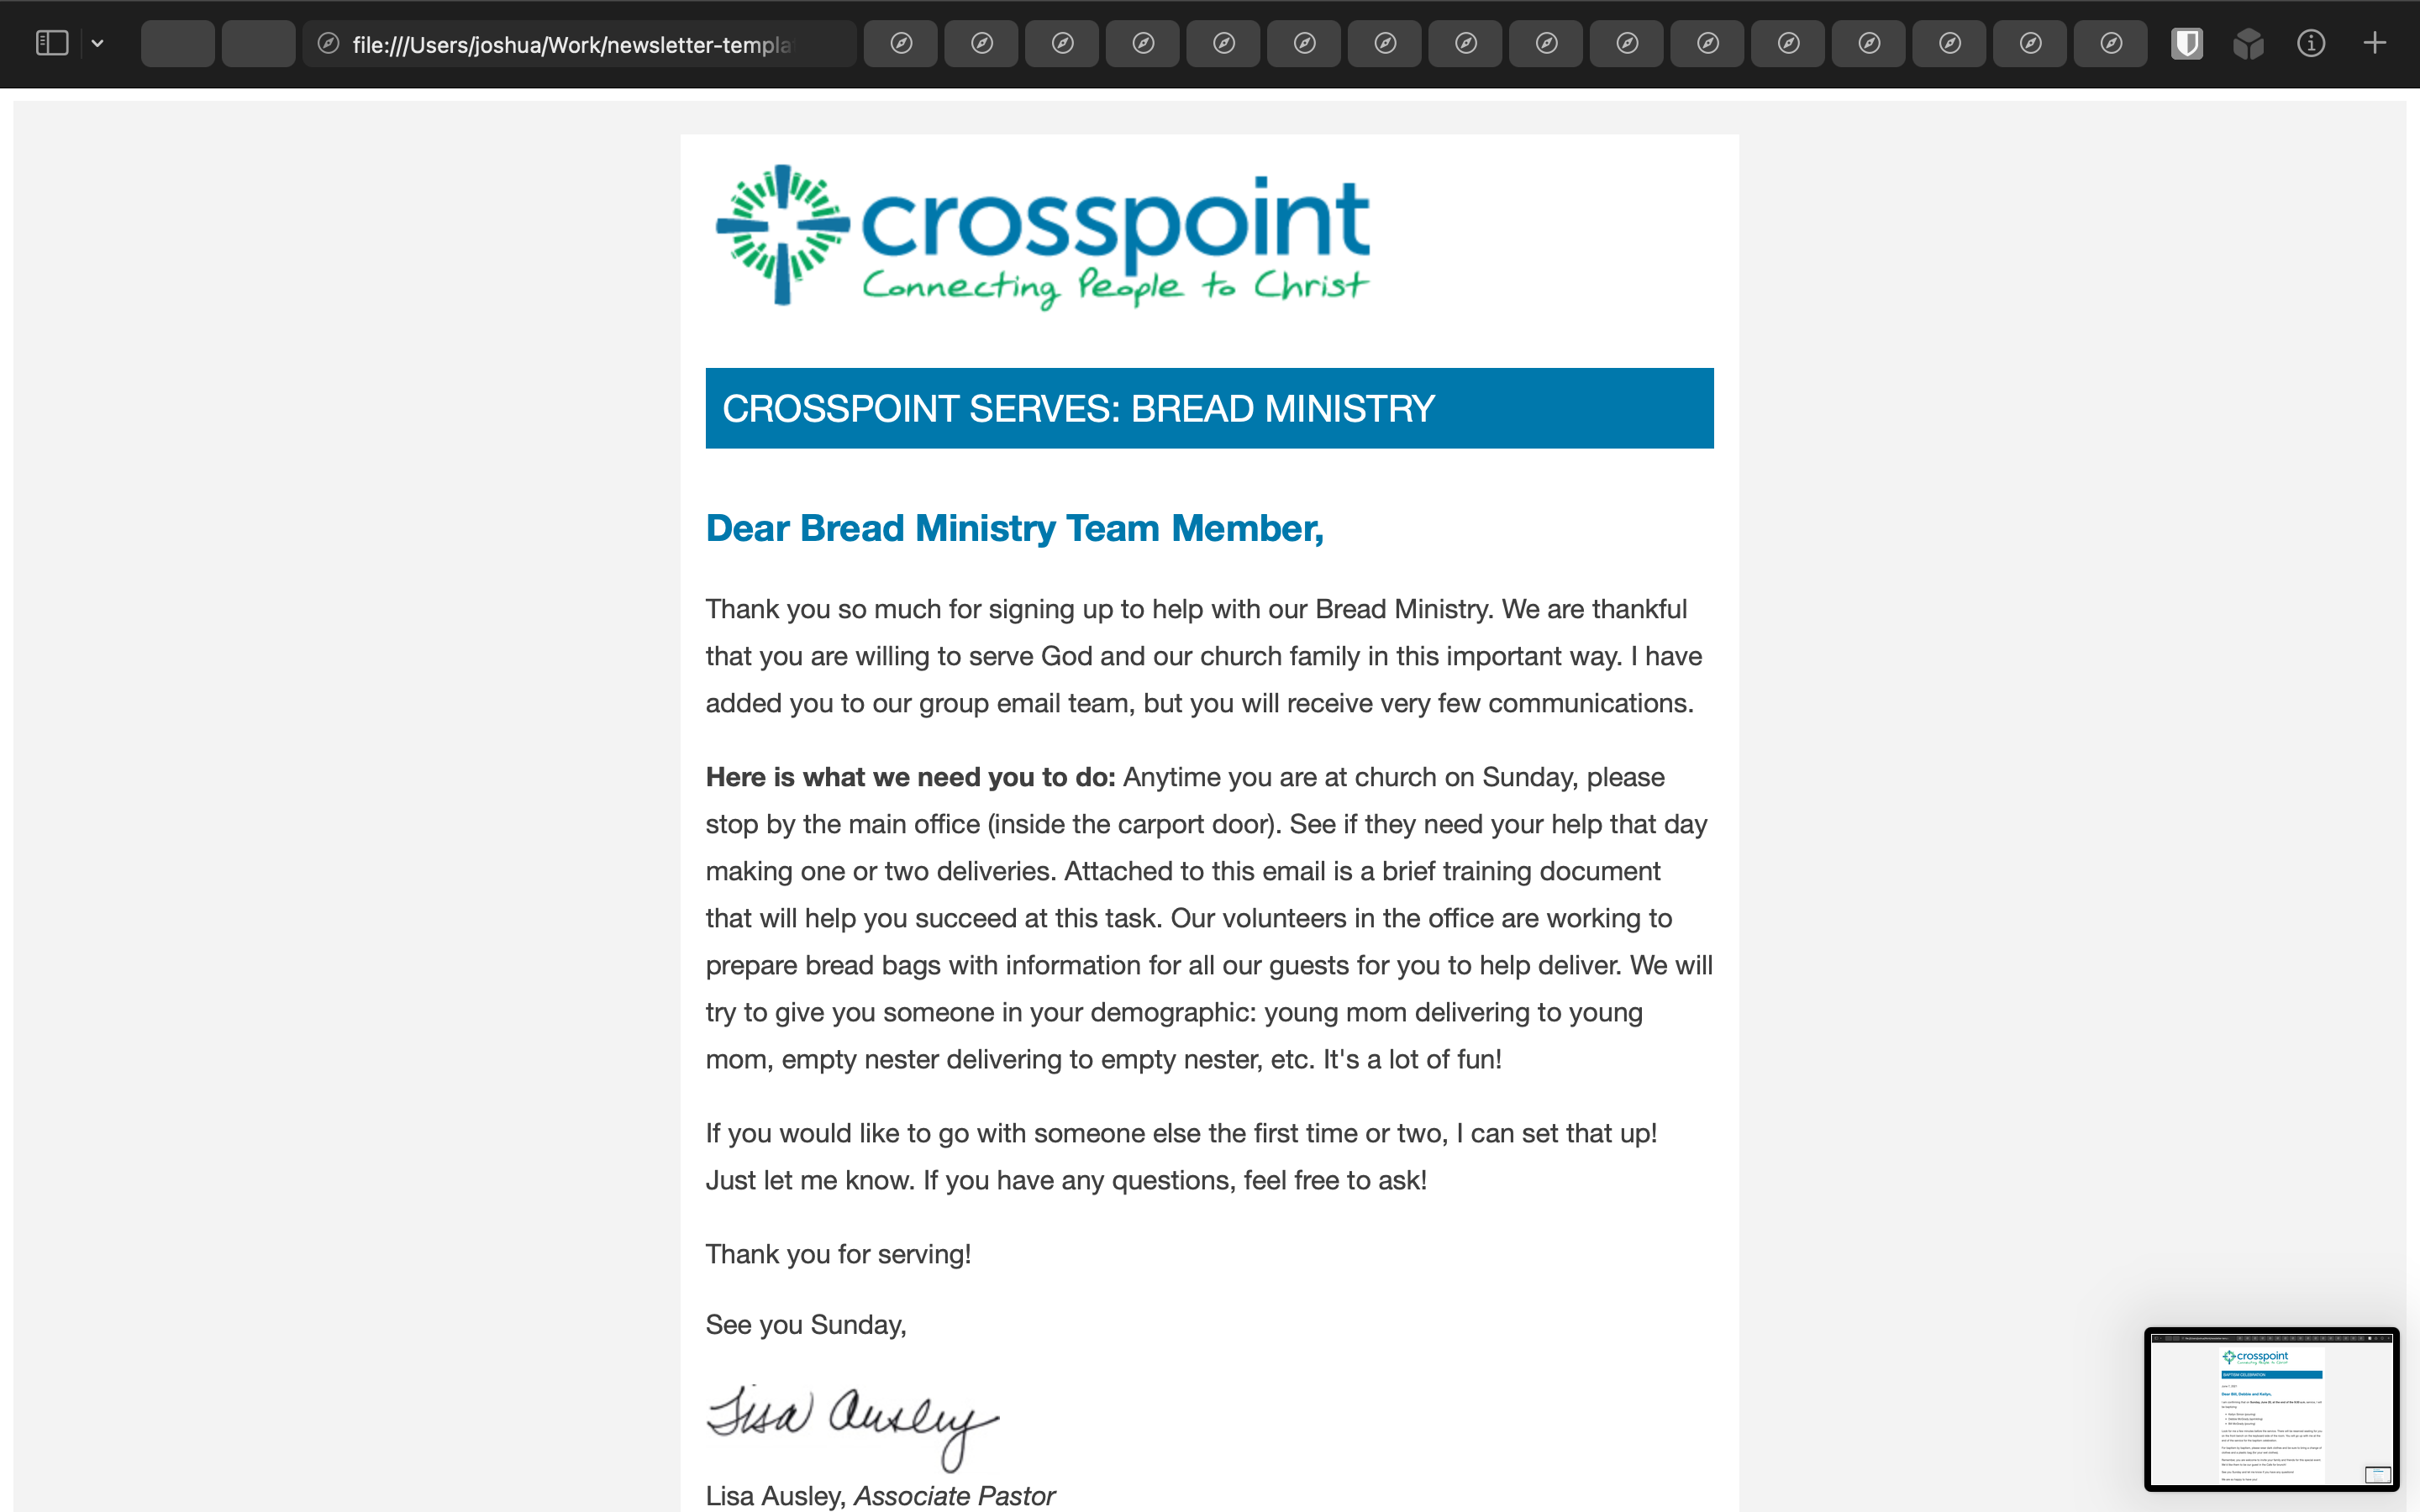 file:///Users/joshua/Work/newsletter-templa
crosspoint
Connecting People to Christ
CROSSPOINT SERVES: BREAD MINISTRY
Dear Bread Ministry Team Member,
Thank you so much for signing up to help with our Bread Ministry. We are thankful
that you are willing to serve God and our church family in this important way. I have
added you to our group email team, but you will receive very few communications.
Here is what we need you to do: Anytime you are at church on Sunday, please
stop by the main office (inside the carport door). See if they need your help that day
making one or two deliveries. Attached to this email is a brief training document
that will help you succeed at this task. Our volunteers in the office are working to
prepare bread bags with information for all our guests for you to help deliver. We will
try to give you someone in your demographic: young mom delivering to young
mom, empty nester delivering to empty nester, etc. It's a lot of fun!
If you would like to go with someone else the first time or two, I can set that up!
Just let me know. If you have any questions, feel free to ask!
Thank you for serving!
See you Sunday,
Lisa Ausley
Lisa Ausley, Associate Pastor
crosspoint
Connecting People to Christ
BAPTISM CELEBRATION